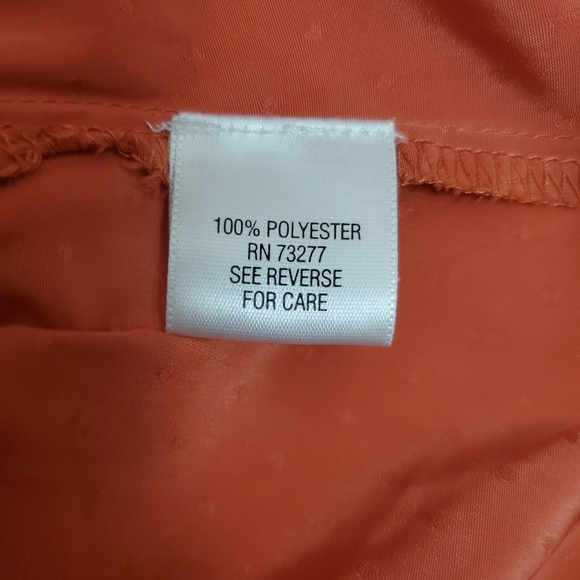 100% POLYESTER
RN 73277
SEE REVERSE
FOR CARE